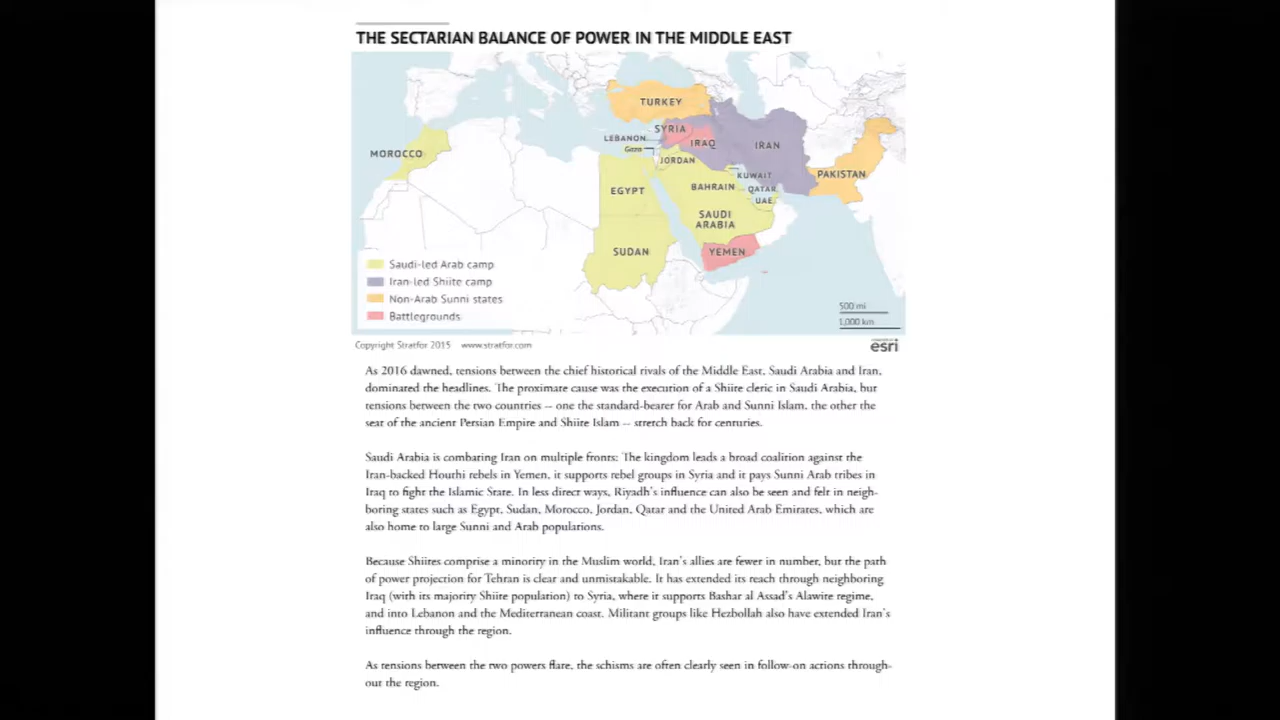 THE SECTARIAN BALANCE OF POWER IN THE MIDDLE EAST
TURKEY
SYRIA
LEBANON
Gaza
IRAQ
IRAN
MOROCCO
JORDAN
KUWAIT
PAKISTAN
EGYPT
BAHRAIN
QATAR
UAE
SAUDI
ARABIA
SUDAN
YEMEN
Saudi-led Arab camp
Iran-led Shiite camp
Non-Arab Sunni states
Battlegrounds
500 mi
1,000 km
Copyright Stratfor 2015 www.stratfor.com
esri
As 2016 dawned, tensions between the chief historical rivals of the Middle East, Saudi Arabia and Iran,
dominated the headlines. The proximate cause was the execution of a Shiite cleric in Saudi Arabia, but
tensions between the two countries -- one the standard-bearer for Arab and Sunni Islam, the other the
seat of the ancient Persian Empire and Shiite Islam -- stretch back for centuries.
Saudi Arabia is combating Iran on multiple fronts: The kingdom leads a broad coalition against the
Iran-backed Houthi rebels in Yemen, it supports rebel groups in Syria and it pays Sunni Arab tribes in
Iraq to fight the Islamic State. In less direct ways, Riyadh's influence can also be seen and felt in neigh-
boring states such as Egypt, Sudan, Morocco, Jordan, Qatar and the United Arab Emirates, which are
also home to large Sunni and Arab populations.
Because Shiites comprise a minority in the Muslim world, Iran's allies are fewer in number, but the path
of power projection for Tehran is clear and unmistakable. It has extended its reach through neighboring
Iraq (with its majority Shiite population) to Syria, where it supports Bashar al Assad's Alawite regime,
and into Lebanon and the Mediterranean coast. Militant groups like Hezbollah also have extended Iran's
influence through the region.
As tensions between the two powers flare, the schisms are often clearly seen in follow-on actions through-
out the region.